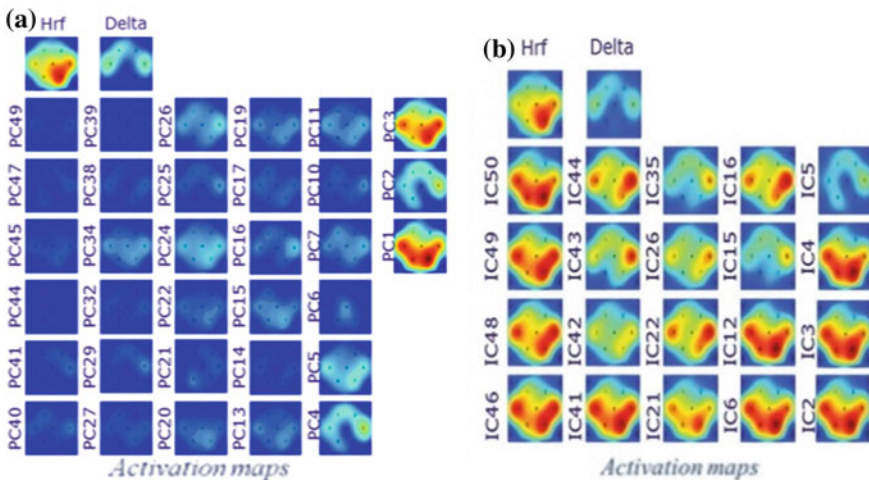 (a)
Hrf Delta
PC49 PC39 PC26 PC19 PC11 PC3
PC47 PC38 PC25 PC17 PC10 PC2
PC45 PC34 PC24 PC16 PC7 PC1
PC44 PC32 PC22 PC15 PC6
PC41 PC29 PC21 PC14 PC5
PC40 PC27 PC20 PC13 PC4
Activation maps
(b)
Hrf Delta
IC50 IC44 IC35 IC16 IC5
IC49 IC43 IC26 IC15 IC4
IC48 IC42 IC22 IC12 IC3
IC46 IC41 IC21 IC6 IC2
Activation maps